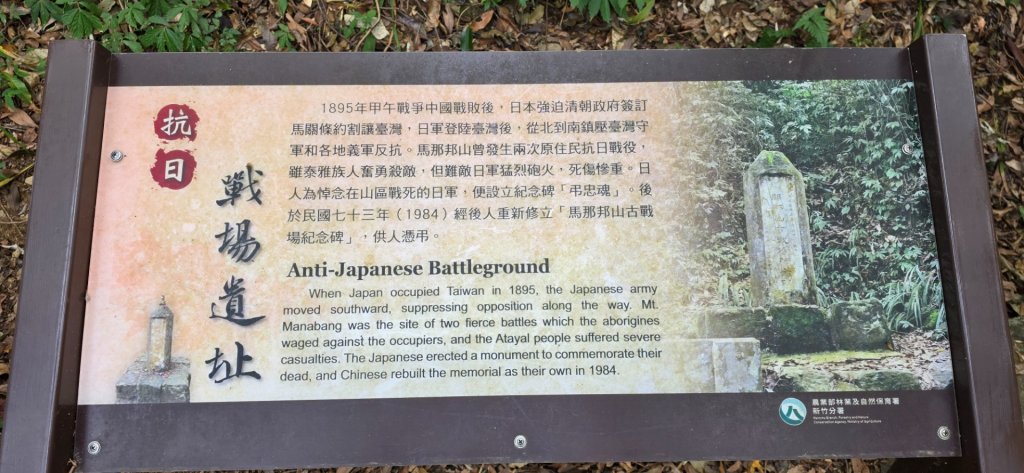 抗日
戰場遺址
1895年甲午戰爭中國戰敗後，日本強迫清朝政府簽訂
馬關條約割讓臺灣，日軍登陸臺灣後，從北到南鎮壓臺灣守
軍和各地義軍反抗。馬那邦山曾發生兩次原住民抗日戰役，
雖泰雅族人奮勇殺敵，但難敵日軍猛烈砲火，死傷慘重。日
人為悼念在山區戰死的日軍，便設立紀念碑「弔忠魂」。後
於民國七十三年（1984）經後人重新修立「馬那邦山古戰
場紀念碑」，供人憑弔。
Anti-Japanese Battleground
When Japan occupied Taiwan in 1895, the Japanese army
moved southward, suppressing opposition along the way. Mt.
Manabang was the site of two fierce battles which the aborigines
waged against the occupiers, and the Atayal people suffered severe
casualties. The Japanese erected a monument to commemorate their
dead, and Chinese rebuilt the memorial as their own in 1984.
農業部林業及自然保育署
新竹分署
Hsinchu Branch, Forestry and Nature
Conservation Agency, Ministry of Agriculture